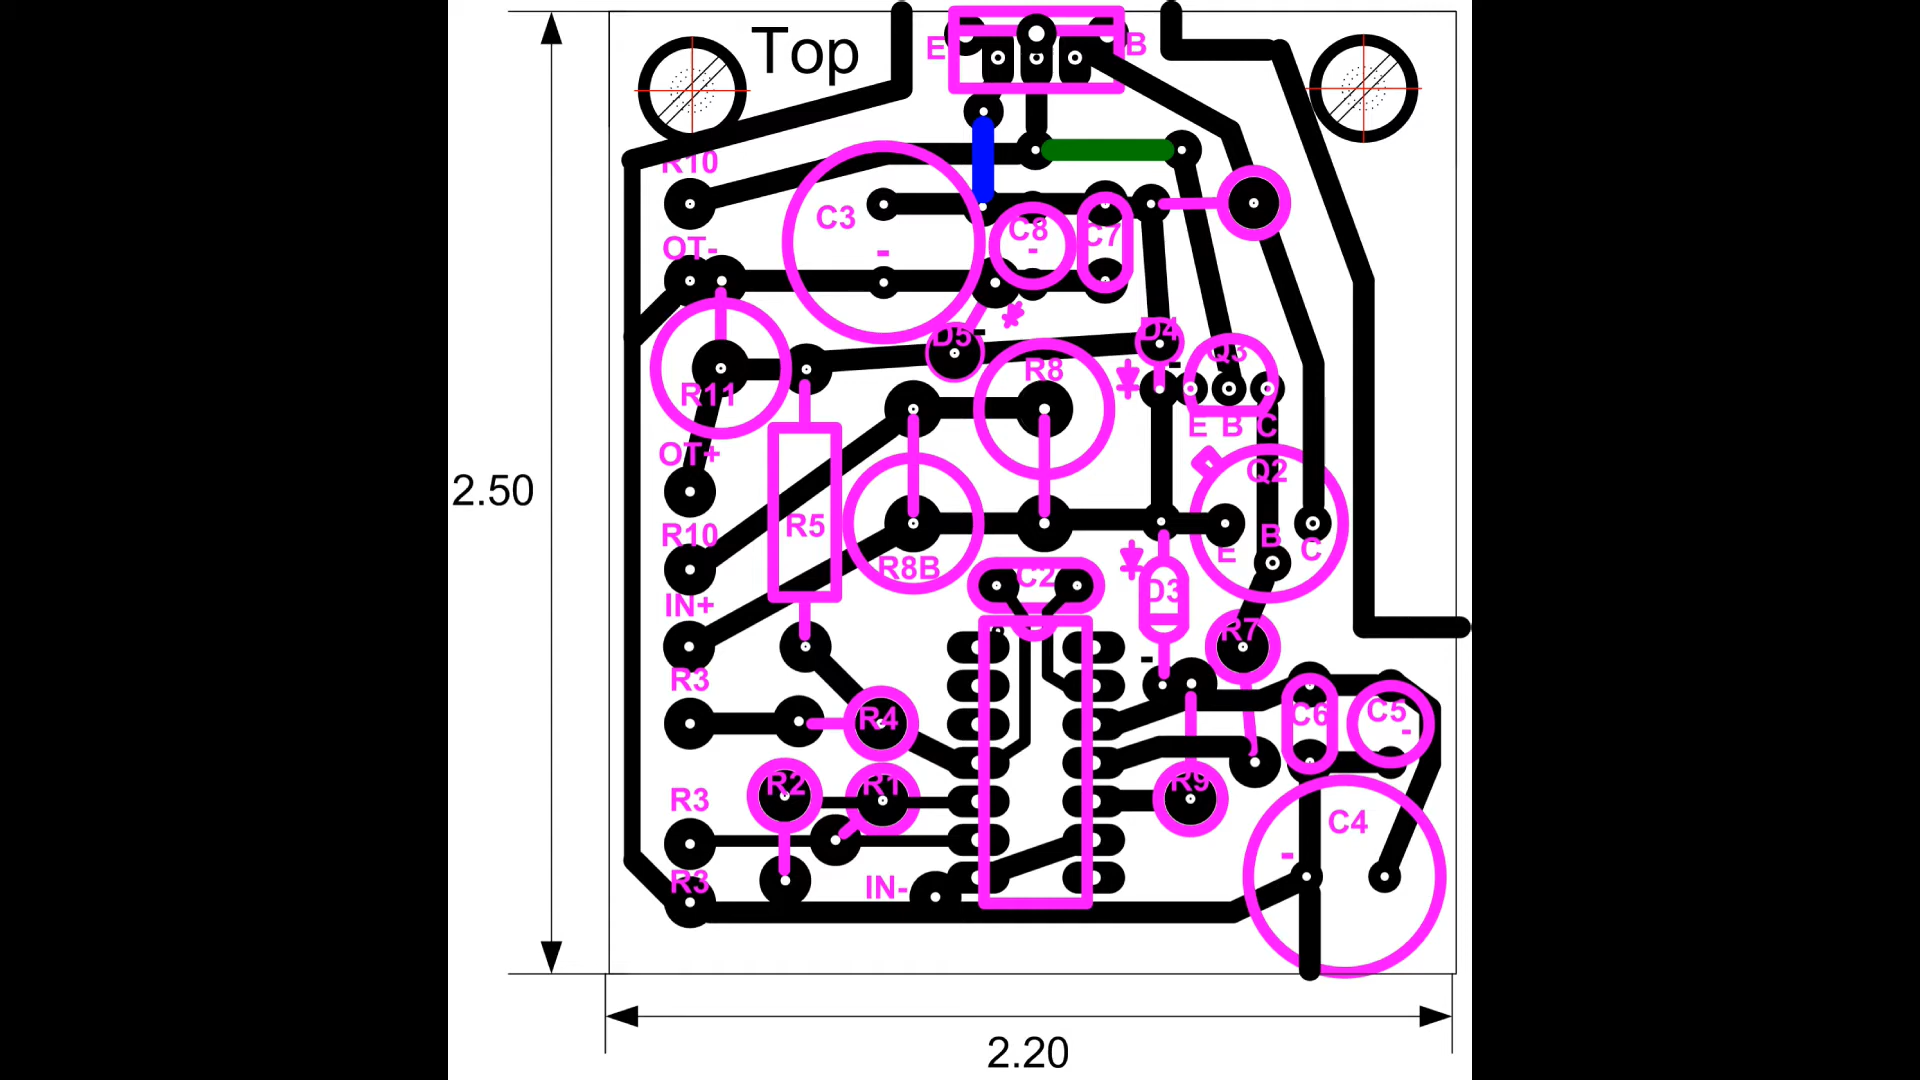 Top
E
B
R10
C3
-
C8
-
C7
OT-
D5
-
D4
-
Q3
R8
R11
E B C
OT+
Q2
R5
R10
B
E
C
R8B
C2
D3
IN+
R7
-
R3
R4
C6
C5
-
R2
R1
R9
R3
C4
-
R3
IN-
2.50
2.20